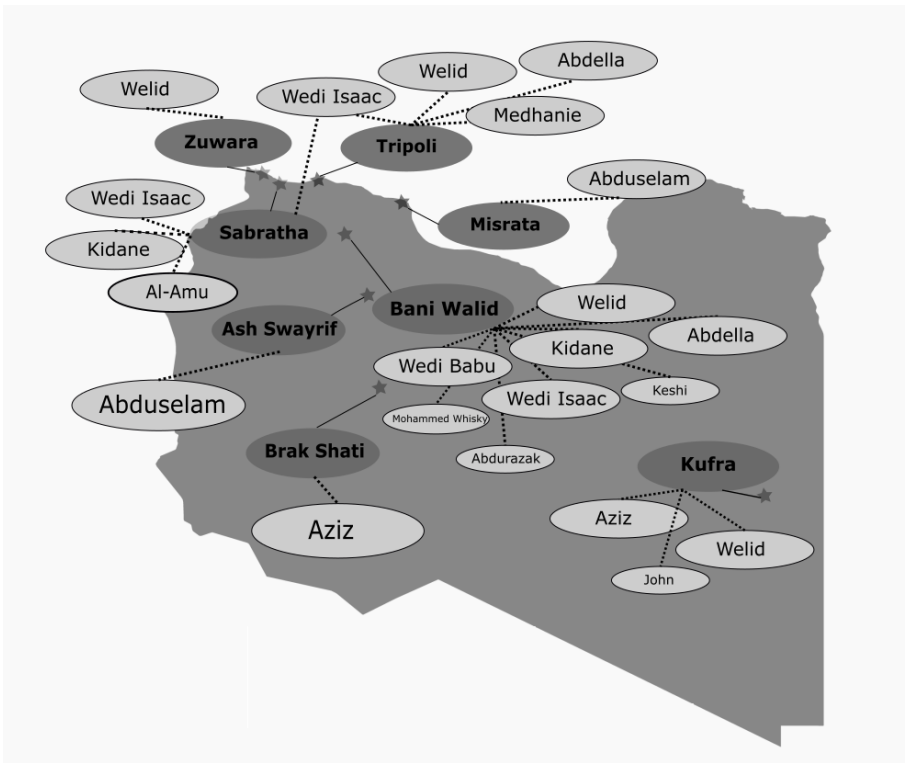 Abdella
Welid
Welid
Wedi Isaac
Medhanie
Zuwara
Tripoli
Abduselam
Wedi Isaac
Misrata
Sabratha
Kidane
Al-Amu
Welid
Bani Walid
Ash Swayrif
Abdella
Kidane
Wedi Babu
Keshi
Wedi Isaac
Abduselam
Mohammed Whisky
Brak Shati
Abdurazak
Kufra
Aziz
Aziz
Welid
John